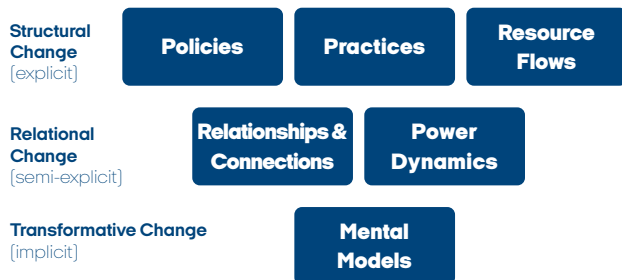 Structural
Change
(explicit)
Policies
Practices
Resource
Flows
Relational
Change
(semi-explicit)
Relationships &
Connections
Power
Dynamics
Transformative Change
(implicit)
Mental
Models